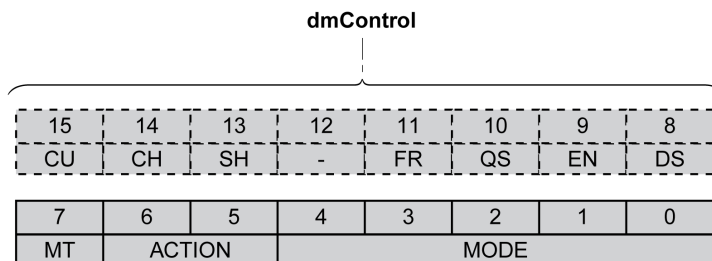 dmControl
15 14 13 12 11 10 9 8
CU CH SH - FR QS EN DS
7 6 5 4 3 2 1 0
MT ACTION MODE